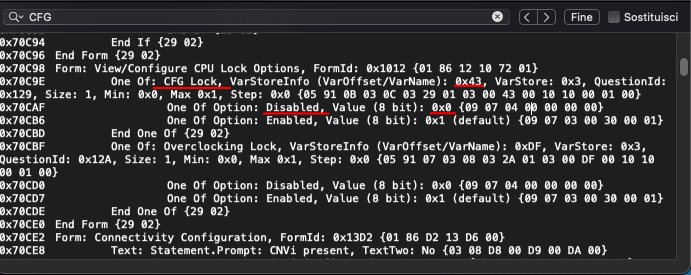 CFG
Fine
Sostituisci
0x70C94 End If {29 02}
0x70C96 End Form {29 02}
0x70C98 Form: View/Configure CPU Lock Options, FormId: 0x1012 {01 86 12 10 72 01}
0x70C9E One Of: CFG Lock, VarStoreInfo (VarOffset/VarName): 0x43, VarStore: 0x3, QuestionId:
0x129, Size: 1, Min: 0x0, Max 0x1, Step: 0x0 {05 91 0B 03 0C 03 29 01 03 00 43 00 10 10 00 01 00}
0x70CAF One Of Option: Disabled, Value (8 bit): 0x0 {09 07 04 00 00 00 00}
0x70CB6 One Of Option: Enabled, Value (8 bit): 0x1 (default) {09 07 03 00 30 00 01}
0x70CBD End One Of {29 02}
0x70CBF One Of: Overclocking Lock, VarStoreInfo (VarOffset/VarName): 0xDF, VarStore: 0x3,
QuestionId: 0x12A, Size: 1, Min: 0x0, Max 0x1, Step: 0x0 {05 91 07 03 08 03 2A 01 03 00 DF 00 10 10
00 01 00}
0x70CD0 One Of Option: Disabled, Value (8 bit): 0x0 {09 07 04 00 00 00 00}
0x70CD7 One Of Option: Enabled, Value (8 bit): 0x1 (default) {09 07 03 00 30 00 01}
0x70CDE End One Of {29 02}
0x70CE0 End Form {29 02}
0x70CE2 Form: Connectivity Configuration, FormId: 0x13D2 {01 86 D2 13 D6 00}
0x70CE8 Text: Statement.Prompt: CNVi present, TextTwo: No {03 08 D8 00 D9 00 DA 00}